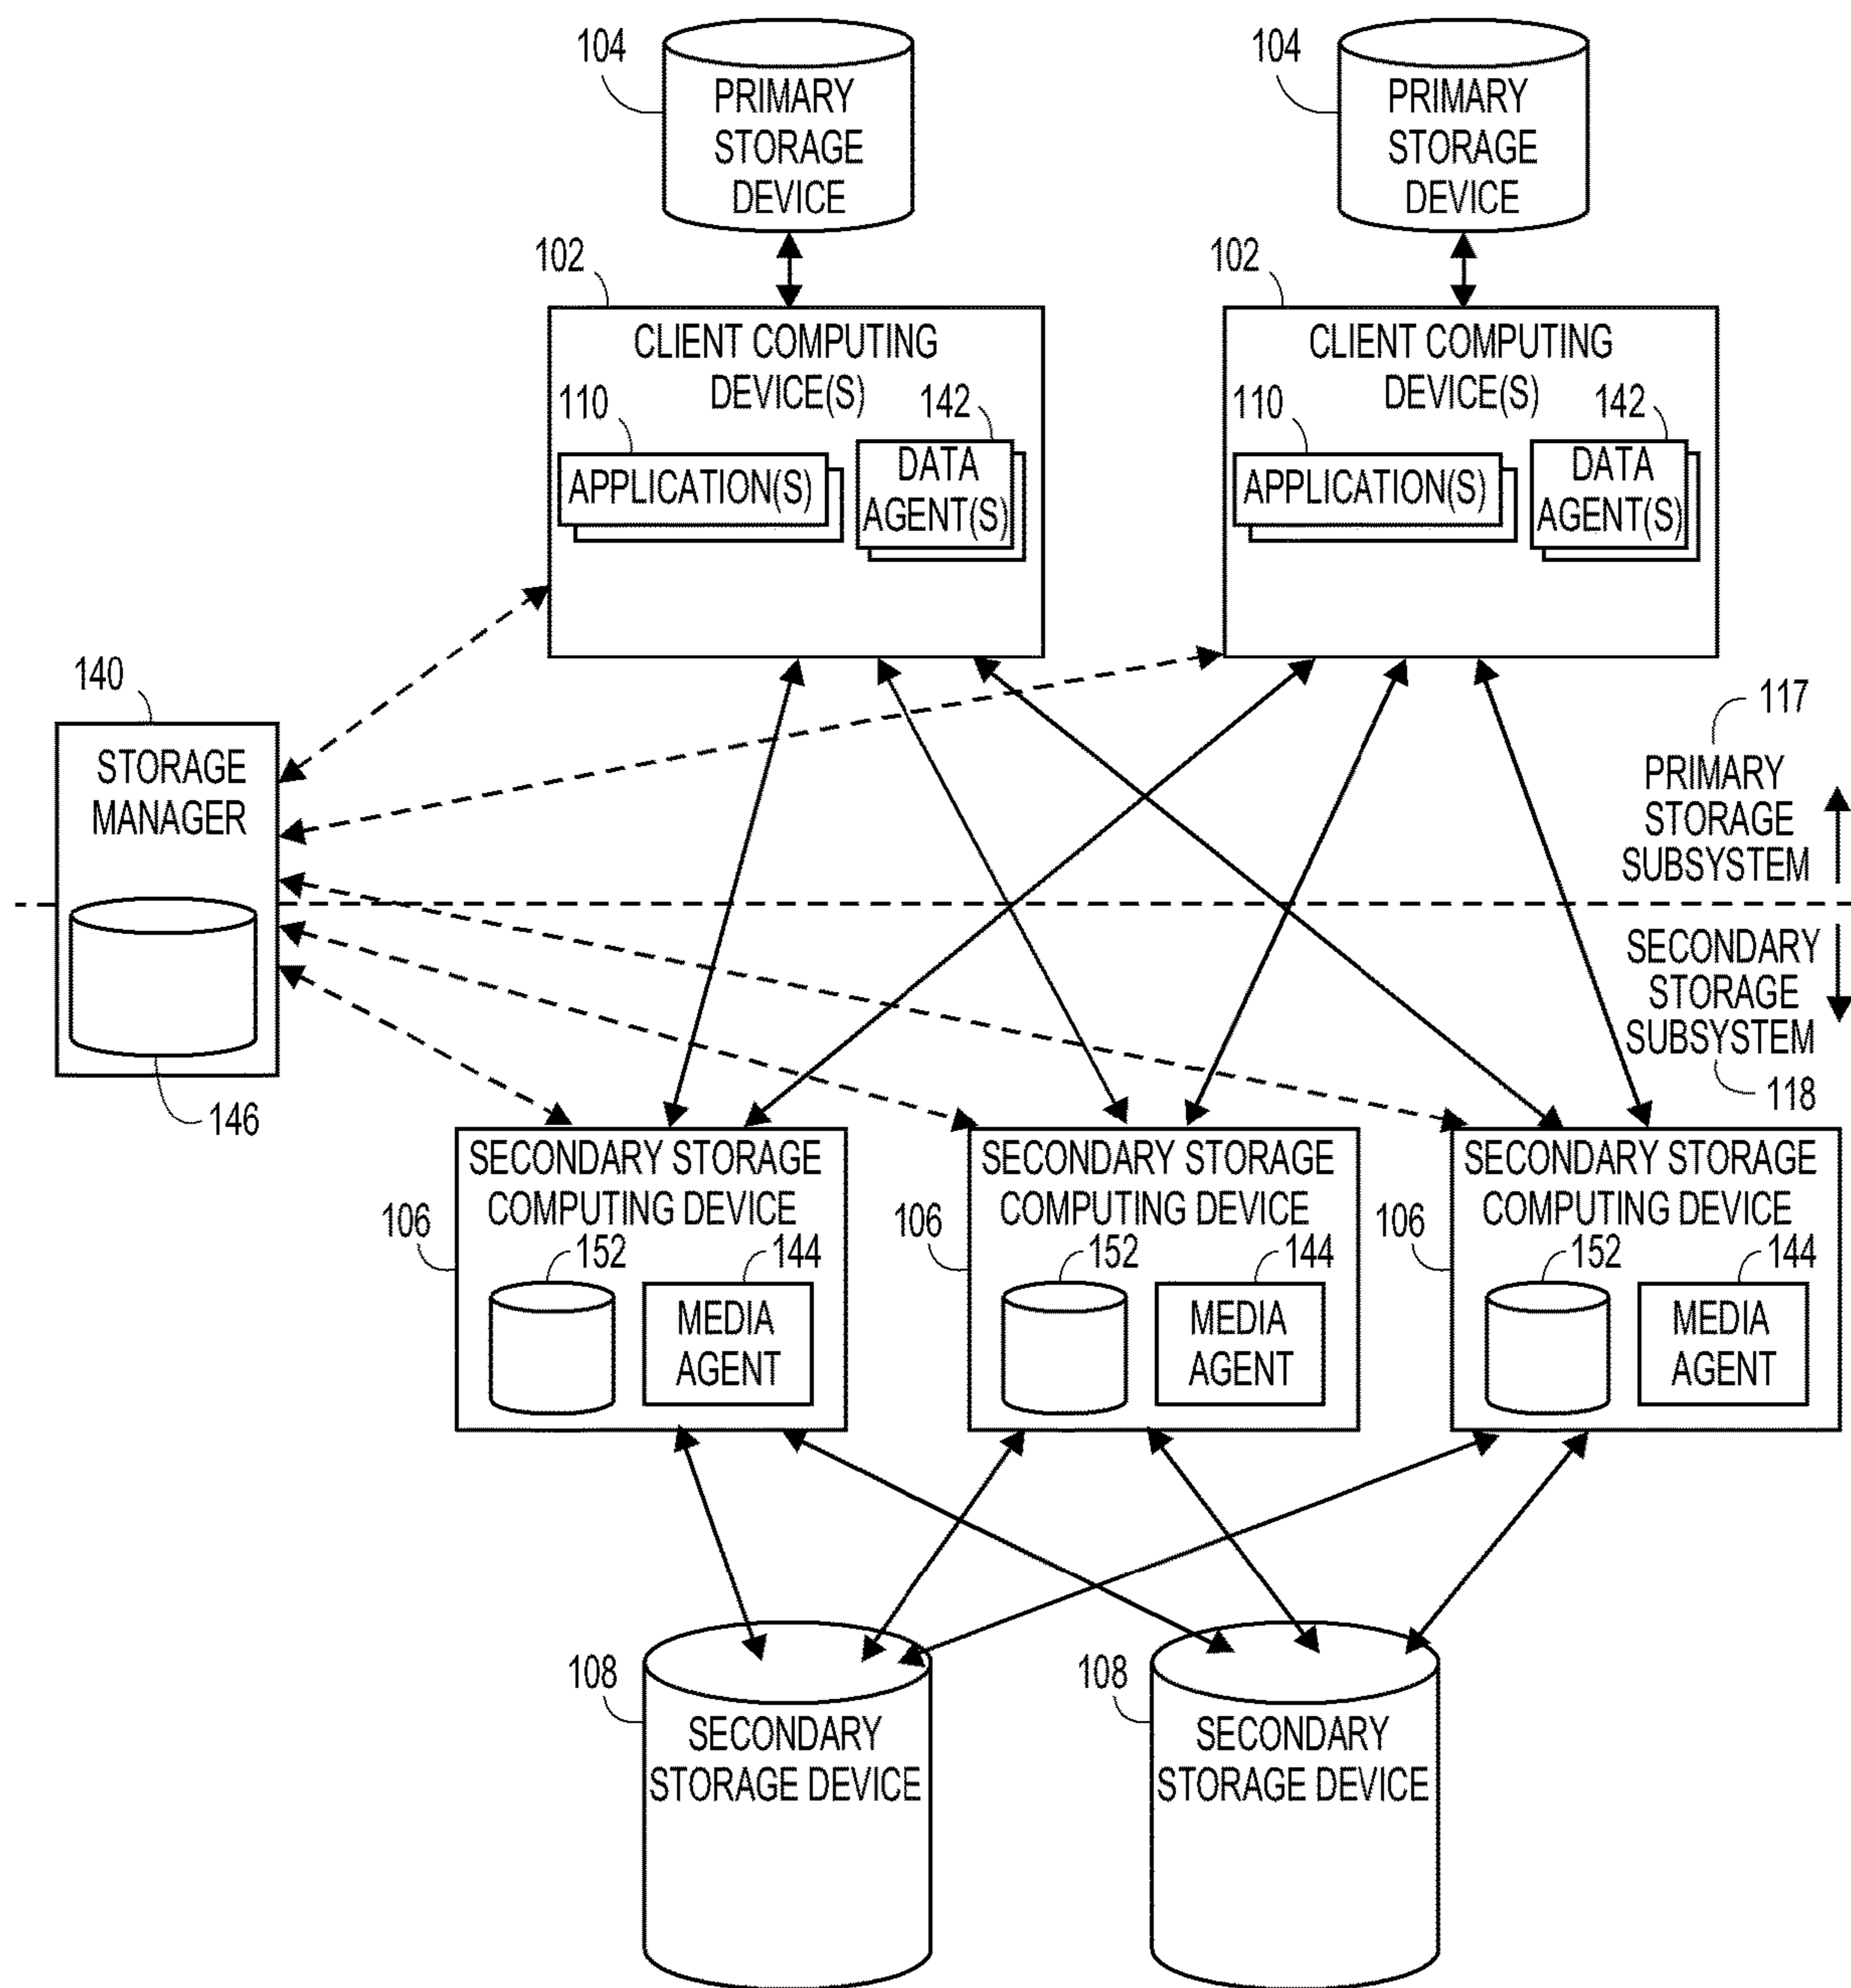 104
PRIMARY
STORAGE
DEVICE
104
PRIMARY
STORAGE
DEVICE
102
CLIENT COMPUTING
DEVICE(S)
110
142
APPLICATION(S)
DATA
AGENT(S)
102
CLIENT COMPUTING
DEVICE(S)
110
142
APPLICATION(S)
DATA
AGENT(S)
140
STORAGE
MANAGER
146
117
PRIMARY
STORAGE
SUBSYSTEM
SECONDARY
STORAGE
SUBSYSTEM
118
SECONDARY STORAGE
COMPUTING DEVICE
106
152
144
MEDIA
AGENT
SECONDARY STORAGE
COMPUTING DEVICE
106
152
144
MEDIA
AGENT
SECONDARY STORAGE
COMPUTING DEVICE
106
152
144
MEDIA
AGENT
108
SECONDARY
STORAGE DEVICE
108
SECONDARY
STORAGE DEVICE